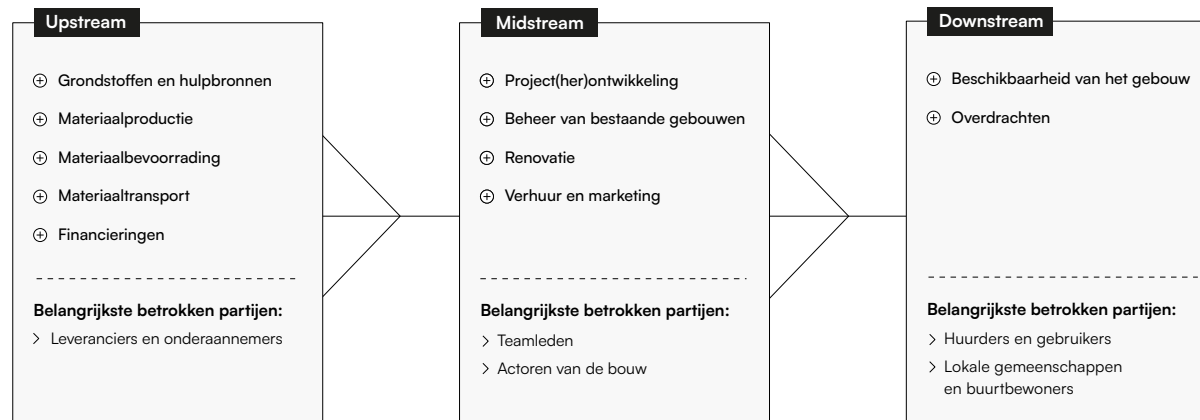 Upstream
Grondstoffen en hulpbronnen
Materiaalproductie
Materiaalbevoorrading
Materiaaltransport
Financieringen
Belangrijkste betrokken partijen:
Leveranciers en onderaannemers
Midstream
Project(her)ontwikkeling
Beheer van bestaande gebouwen
Renovatie
Verhuur en marketing
Belangrijkste betrokken partijen:
Teamleden
Actoren van de bouw
Downstream
Beschikbaarheid van het gebouw
Overdrachten
Belangrijkste betrokken partijen:
Huurders en gebruikers
Lokale gemeenschappen
en buurtbewoners